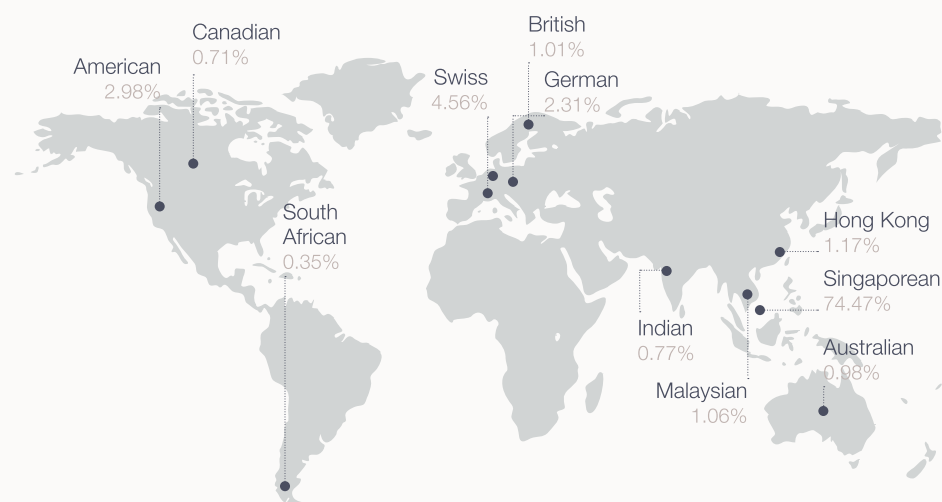 Canadian
0.71%
American
2.98%
British
1.01%
Swiss
4.56%
German
2.31%
South
African
0.35%
Hong Kong
1.17%
Singaporean
74.47%
Indian
0.77%
Australian
0.98%
Malaysian
1.06%